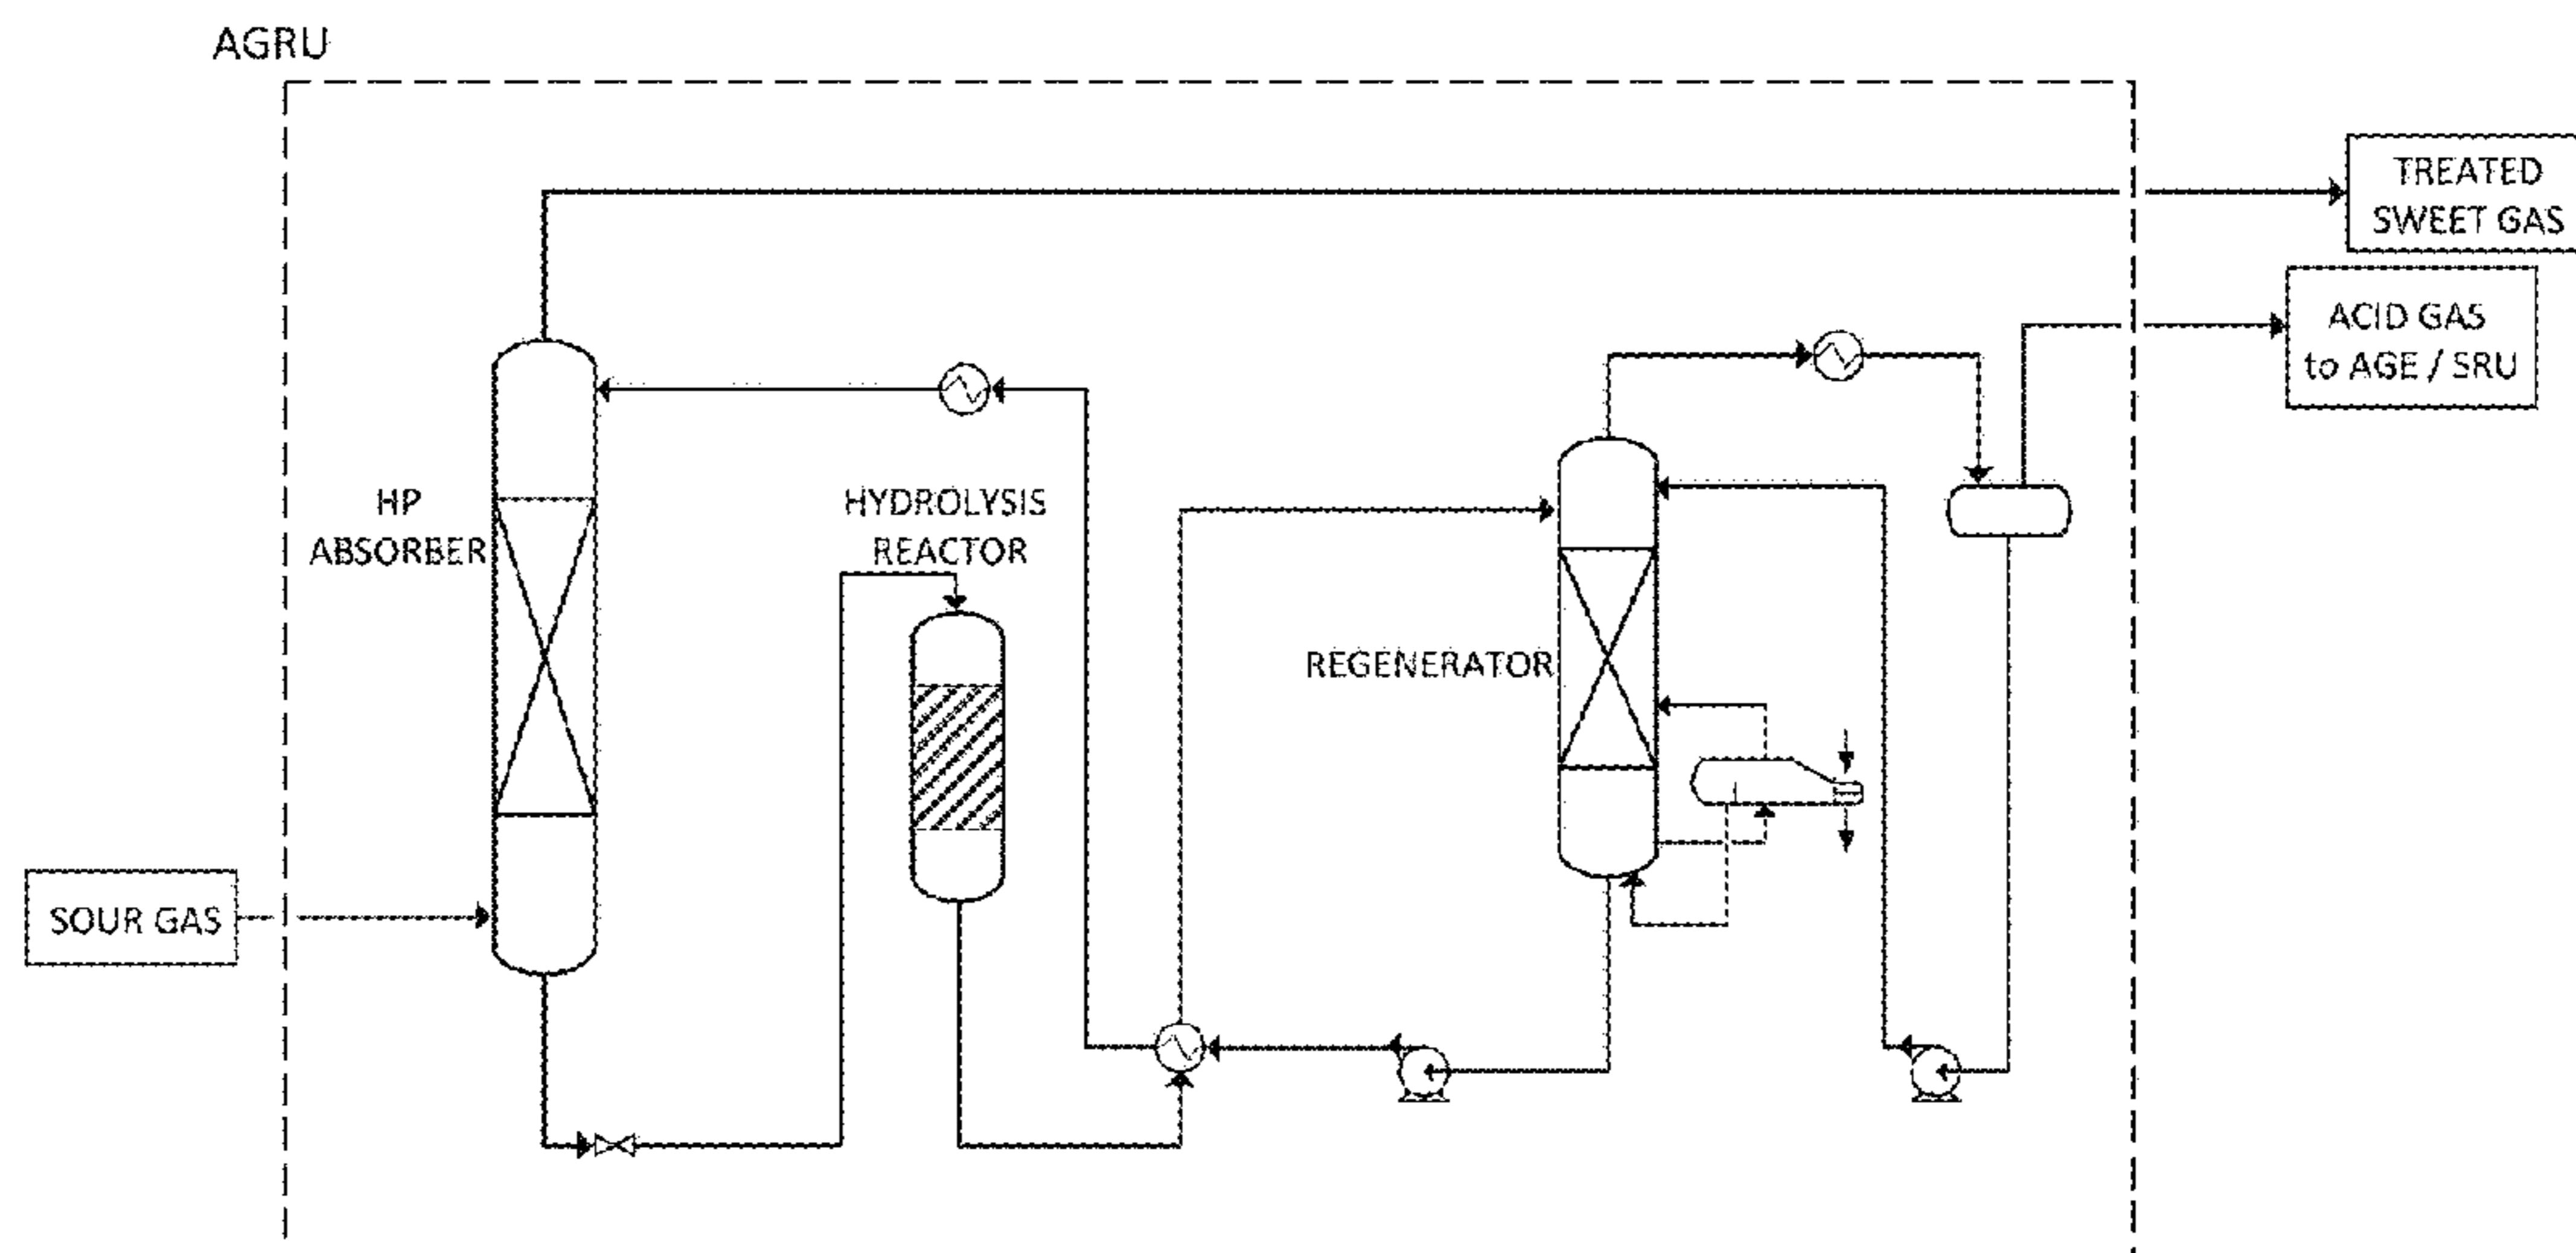 AGRU
TREATED
SWEET GAS
ACID GAS
to AGE / SRU
HP
ABSORBER
HYDROLYSIS
REACTOR
REGENERATOR
SOUR GAS